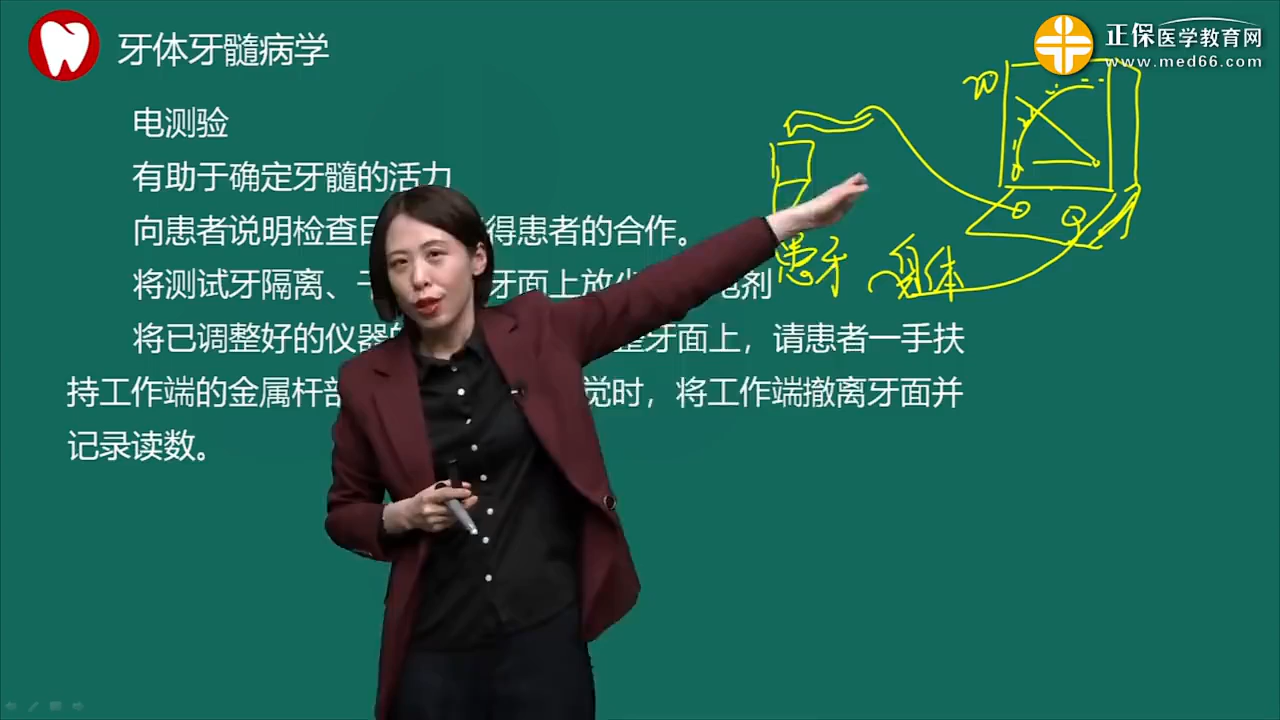 牙体牙髓病学
正保医学教育网
www.med66.com
电测验
有助于确定牙髓的活力
向患者说明检查目 得患者的合作。
将测试牙隔离、 牙面上放 电剂
患牙 身体
将已调整好的仪器 牙面上，请患者一手扶
持工作端的金属杆部 觉时，将工作端撤离牙面并
记录读数。